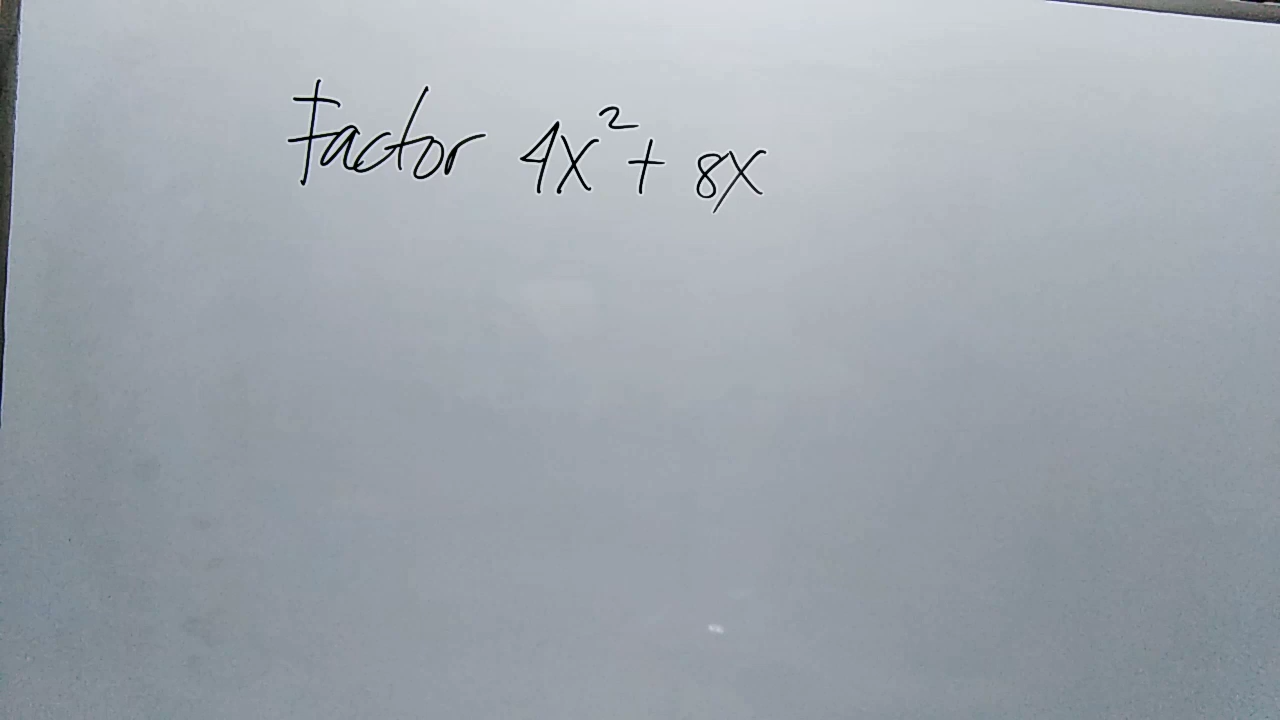 Factor 4x² + 8x